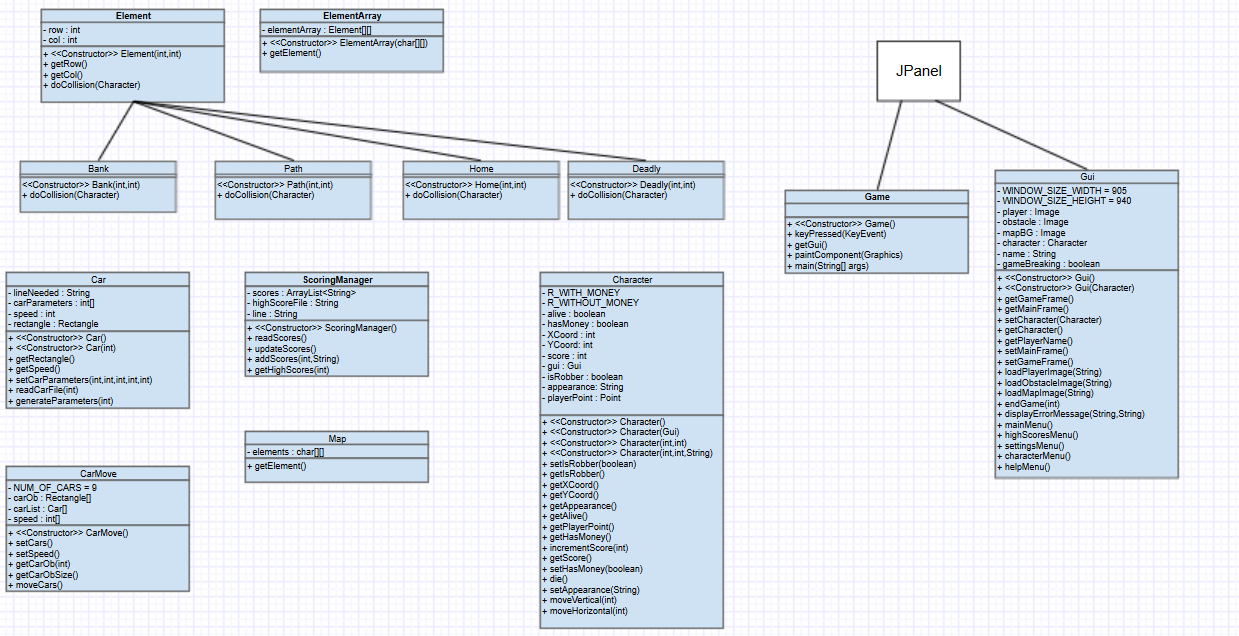 Element
- row : int
- col : int
+ <<Constructor>> Element(int,int)
+ getRow()
+ getCol()
+ doCollision(Character)
ElementArray
- elementArray : Element[][]
+ <<Constructor>> ElementArray(char[][])
+ getElement()
JPanel
Bank
<<Constructor>> Bank(int,int)
+ doCollision(Character)
Path
<<Constructor>> Path(int,int)
+ doCollision(Character)
Home
<<Constructor>> Home(int,int)
+ doCollision(Character)
Deadly
<<Constructor>> Deadly(int,int)
+ doCollision(Character)
Game
+ <<Constructor>> Game()
+ keyPressed(KeyEvent)
+ getGui()
+ paintComponent(Graphics)
+ main(String[] args)
Gui
- WINDOW_SIZE_WIDTH = 905
- WINDOW_SIZE_HEIGHT = 940
- player : Image
- obstacle : Image
- mapBG : Image
- character : Character
- name : String
- gameBreaking : boolean
+ <<Constructor>> Gui()
+ <<Constructor>> Gui(Character)
+ getGameFrame()
+ getMainFrame()
+ setCharacter(Character)
+ getCharacter()
+ getPlayerName()
+ setMainFrame()
+ setGameFrame()
+ loadPlayerImage(String)
+ loadObstacleImage(String)
+ loadMapImage(String)
+ endGame(int)
+ displayErrorMessage(String,String)
+ mainMenu()
+ highScoresMenu()
+ settingsMenu()
+ characterMenu()
+ helpMenu()
Car
- lineNeeded : String
- carParameters : int[]
- speed : int
- rectangle : Rectangle
+ <<Constructor>> Car()
+ <<Constructor>> Car(int)
+ getRectangle()
+ getSpeed()
+ setCarParameters(int,int,int,int,int)
+ readCarFile(int)
+ generateParameters(int)
ScoringManager
- scores : ArrayList<String>
- highScoreFile : String
- line : String
+ <<Constructor>> ScoringManager()
+ readScores()
+ updateScores()
+ addScores(int,String)
+ getHighScores(int)
Character
- R_WITH_MONEY
- R_WITHOUT_MONEY
- alive : boolean
- hasMoney : boolean
- XCoord : int
- YCoord: int
- score : int
- gui : Gui
- isRobber : boolean
- appearance: String
- playerPoint : Point
+ <<Constructor>> Character()
+ <<Constructor>> Character(Gui)
+ <<Constructor>> Character(int,int)
+ <<Constructor>> Character(int,int,String)
+ setIsRobber(boolean)
+ getIsRobber()
+ getXCoord()
+ getYCoord()
+ getAppearance()
+ getAlive()
+ getPlayerPoint()
+ getHasMoney()
+ incrementScore(int)
+ getScore()
+ setHasMoney(boolean)
+ die()
+ setAppearance(String)
+ moveVertical(int)
+ moveHorizontal(int)
Map
- elements : char[][]
+ getElement()
CarMove
- NUM_OF_CARS = 9
- carOb : Rectangle[]
- carList : Car[]
- speed : int[]
+ <<Constructor>> CarMove()
+ setCars()
+ setSpeed()
+ getCarOb(int)
+ getCarObSize()
+ moveCars()